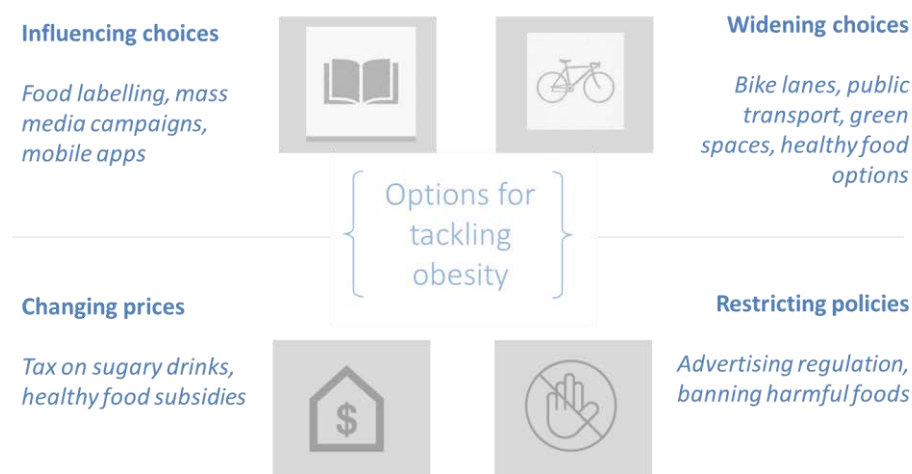 Influencing choices
Food labelling, mass
media campaigns,
mobile apps
Widening choices
Bike lanes, public
transport, green
spaces, healthy food
options
Options for
tackling
obesity
Changing prices
Tax on sugary drinks,
healthy food subsidies
$
Restricting policies
Advertising regulation,
banning harmful foods